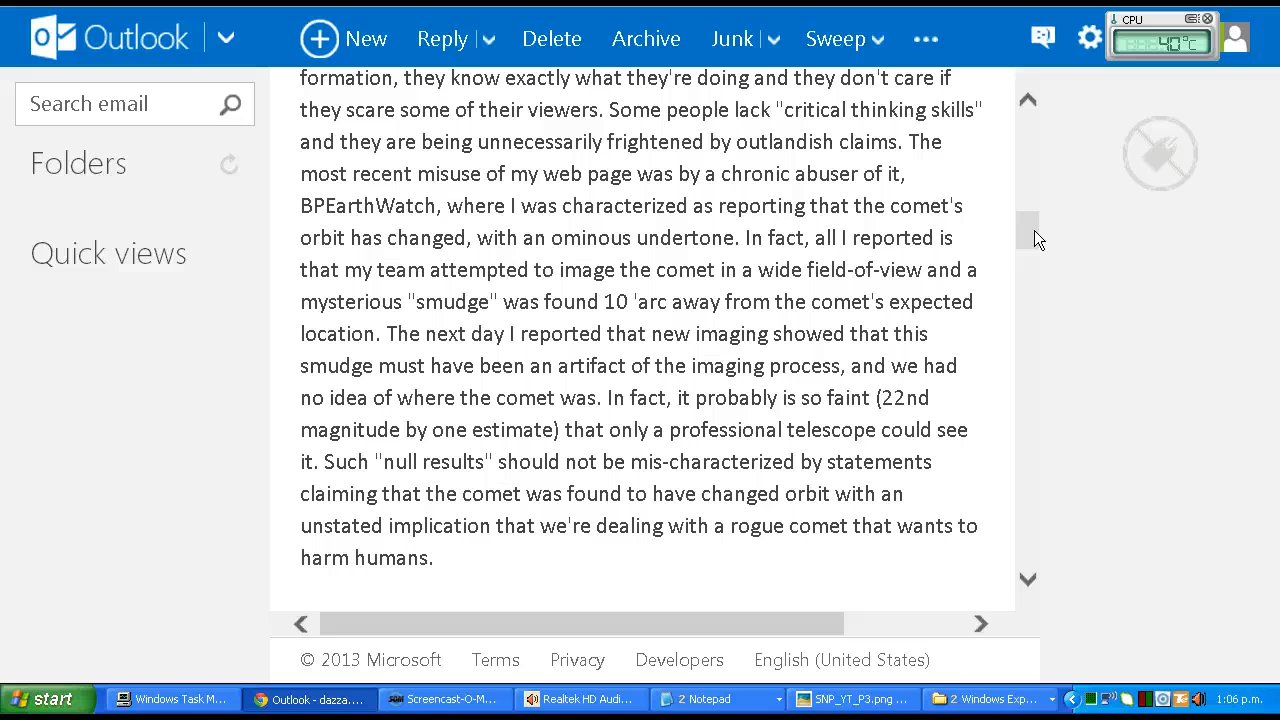 Outlook
New Reply Delete Archive Junk Sweep
CPU
40°C
Search email
Folders
Quick views
formation, they know exactly what they're doing and they don't care if
they scare some of their viewers. Some people lack "critical thinking skills"
and they are being unnecessarily frightened by outlandish claims. The
most recent misuse of my web page was by a chronic abuser of it,
BPEarthWatch, where I was characterized as reporting that the comet's
orbit has changed, with an ominous undertone. In fact, all I reported is
that my team attempted to image the comet in a wide field-of-view and a
mysterious "smudge" was found 10 'arc away from the comet's expected
location. The next day I reported that new imaging showed that this
smudge must have been an artifact of the imaging process, and we had
no idea of where the comet was. In fact, it probably is so faint (22nd
magnitude by one estimate) that only a professional telescope could see
it. Such "null results" should not be mis-characterized by statements
claiming that the comet was found to have changed orbit with an
unstated implication that we're dealing with a rogue comet that wants to
harm humans.
© 2013 Microsoft Terms Privacy Developers English (United States)
start Windows Task M... Outlook - dazza.... Screencast-O-M... Realtek HD Audi... 2 Notepad SNP_YT_P3.png ... 2 Windows Exp... 1:06 p.m.